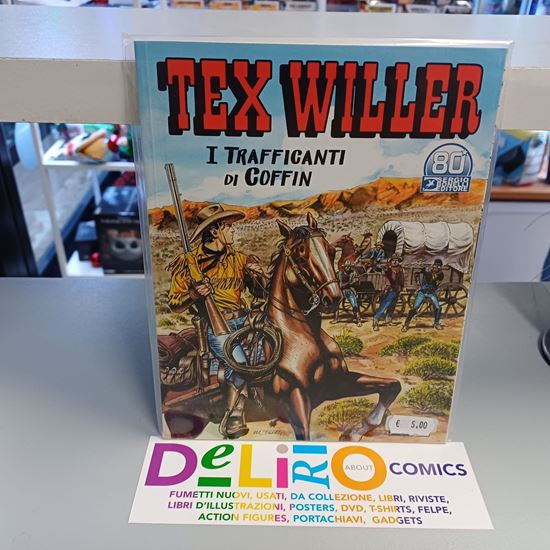 TEX WILLER
I TRAFFICANTI
DI COFFIN
80
SERGIO
BONELLI
EDITORE
€ 5,00
DeLiRiO ABOUT COMICS
FUMETTI NUOVI, USATI, DA COLLEZIONE, LIBRI, RIVISTE,
LIBRI D'ILLUSTRAZIONI, POSTERS, DVD, T-SHIRTS, FELPE,
ACTION FIGURES, PORTACHIAVI, GADGETS